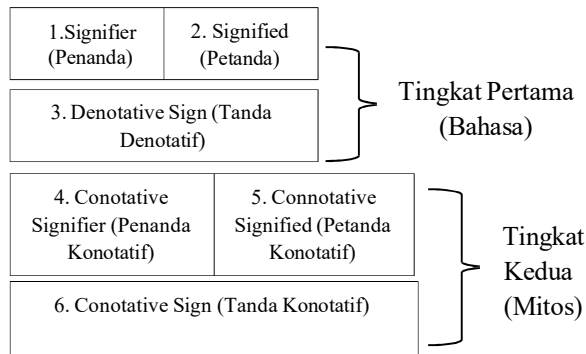 1.Signifier
(Penanda)
2. Signified
(Petanda)
3. Denotative Sign (Tanda
Denotatif)
Tingkat Pertama
(Bahasa)
4. Conotative
Signifier (Penanda
Konotatif)
5. Connotative
Signified (Petanda
Konotatif)
6. Conotative Sign (Tanda Konotatif)
Tingkat
Kedua
(Mitos)